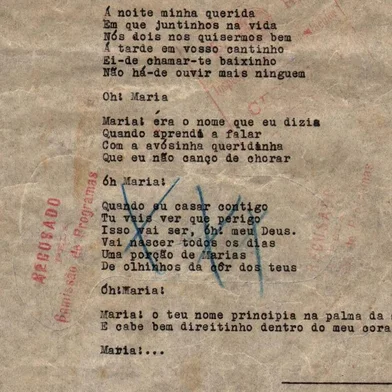 Á noite minha querida
Em que juntinhos na vida
Nós dois nos quisermos bem
Á tarde em vosso cantinho
Ei-de chamar-te baixinho
Não há-de ouvir mais ninguem
Oh! Maria
Maria! éra o nome que eu dizia
Quando aprendi a falar
Com a avósinha queridinha
Que eu não canço de chorar
óh Maria!
Quando eu casar contigo
Tu vais ver que perigo
Isso vai ser, Oh! meu Deus.
Vai nascer todos os dias
Uma porção de Marias
De olhinhos da côr dos teus
Óh!Maria!
Maria! o teu nome principia na palma da
E cabe bem direitinho dentro do meu cora
Maria!...
Comissão de Programas